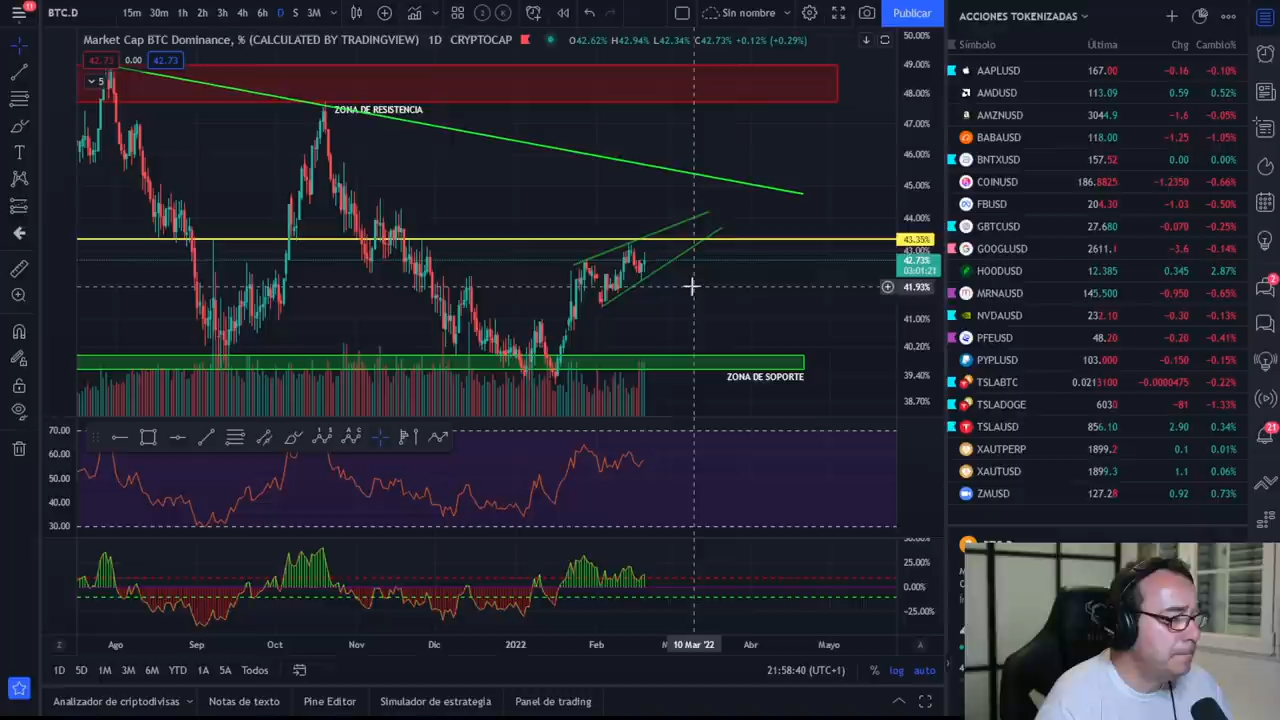 11
BTC.D
15m 30m 1h 2h 3h 4h 6h D S 3M
2 K
Sin nombre
Publicar
ACCIONES TOKENIZADAS
Market Cap BTC Dominance, % (CALCULATED BY TRADINGVIEW) 1D CRYPTOCAP O42.62% H42.94% L42.34% C42.73% +0.12% (+0.29%)
42.73 0.00 42.73
5
ZONA DE RESISTENCIA
ZONA DE SOPORTE
50.00%
49.00%
48.00%
47.00%
46.00%
45.00%
44.00%
43.35%
43.00%
42.73%
03:01:21
41.93%
41.00%
40.20%
39.40%
38.70%
70.00
60.00
50.00
40.00
30.00
50.00%
25.00%
0.00%
-25.00%
Z Ago Sep Oct Nov Dic 2022 Feb 10 Mar '22 Abr Mayo A
1D 5D 1M 3M 6M YTD 1A 5A Todos
21:58:40 (UTC+1) % log auto
Analizador de criptodivisas Notas de texto Pine Editor Simulador de estrategia Panel de trading
Símbolo Última Chg Cambio%
AAPLUSD 167.00 -0.16 -0.10%
AMDUSD 113.09 0.59 0.52%
AMZNUSD 3044.9 -1.6 -0.05%
BABAUSD 118.00 -1.25 -1.05%
BNTXUSD 157.52 0.00 0.00%
COINUSD 186.8825 -1.2350 -0.66%
FBUSD 204.30 -1.03 -0.50%
GBTCUSD 27.680 -0.070 -0.25%
GOOGLUSD 2611.1 -3.6 -0.14%
HOODUSD 12.385 0.345 2.87%
MRNAUSD 145.500 -0.950 -0.65%
NVDAUSD 232.10 -0.30 -0.13%
PFEUSD 48.20 -0.20 -0.41%
PYPLUSD 103.000 -0.150 -0.15%
TSLABTC 0.0213100 -0.0000475 -0.22%
TSLADOGE 6030 -81 -1.33%
TSLAUSD 856.10 2.90 0.34%
XAUTPERP 1899.2 0.1 0.01%
XAUTUSD 1899.3 1.1 0.06%
ZMUSD 127.28 0.92 0.73%
2
21